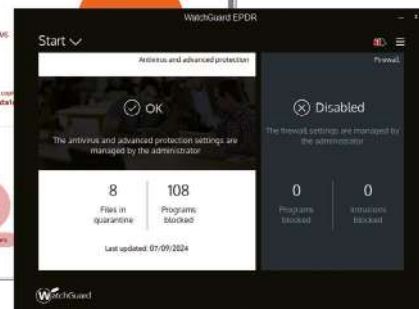 WatchGuard EPDR
Start
Antivirus and advanced protection
OK
The antivirus and advanced protection settings are
managed by the administrator
8
Files in
quarantine
108
Programs
blocked
Last updated: 07/09/2024
Firewall
Disabled
The firewall settings are managed by
the administrator
0
Programs
blocked
0
Intrusions
blocked
WatchGuard